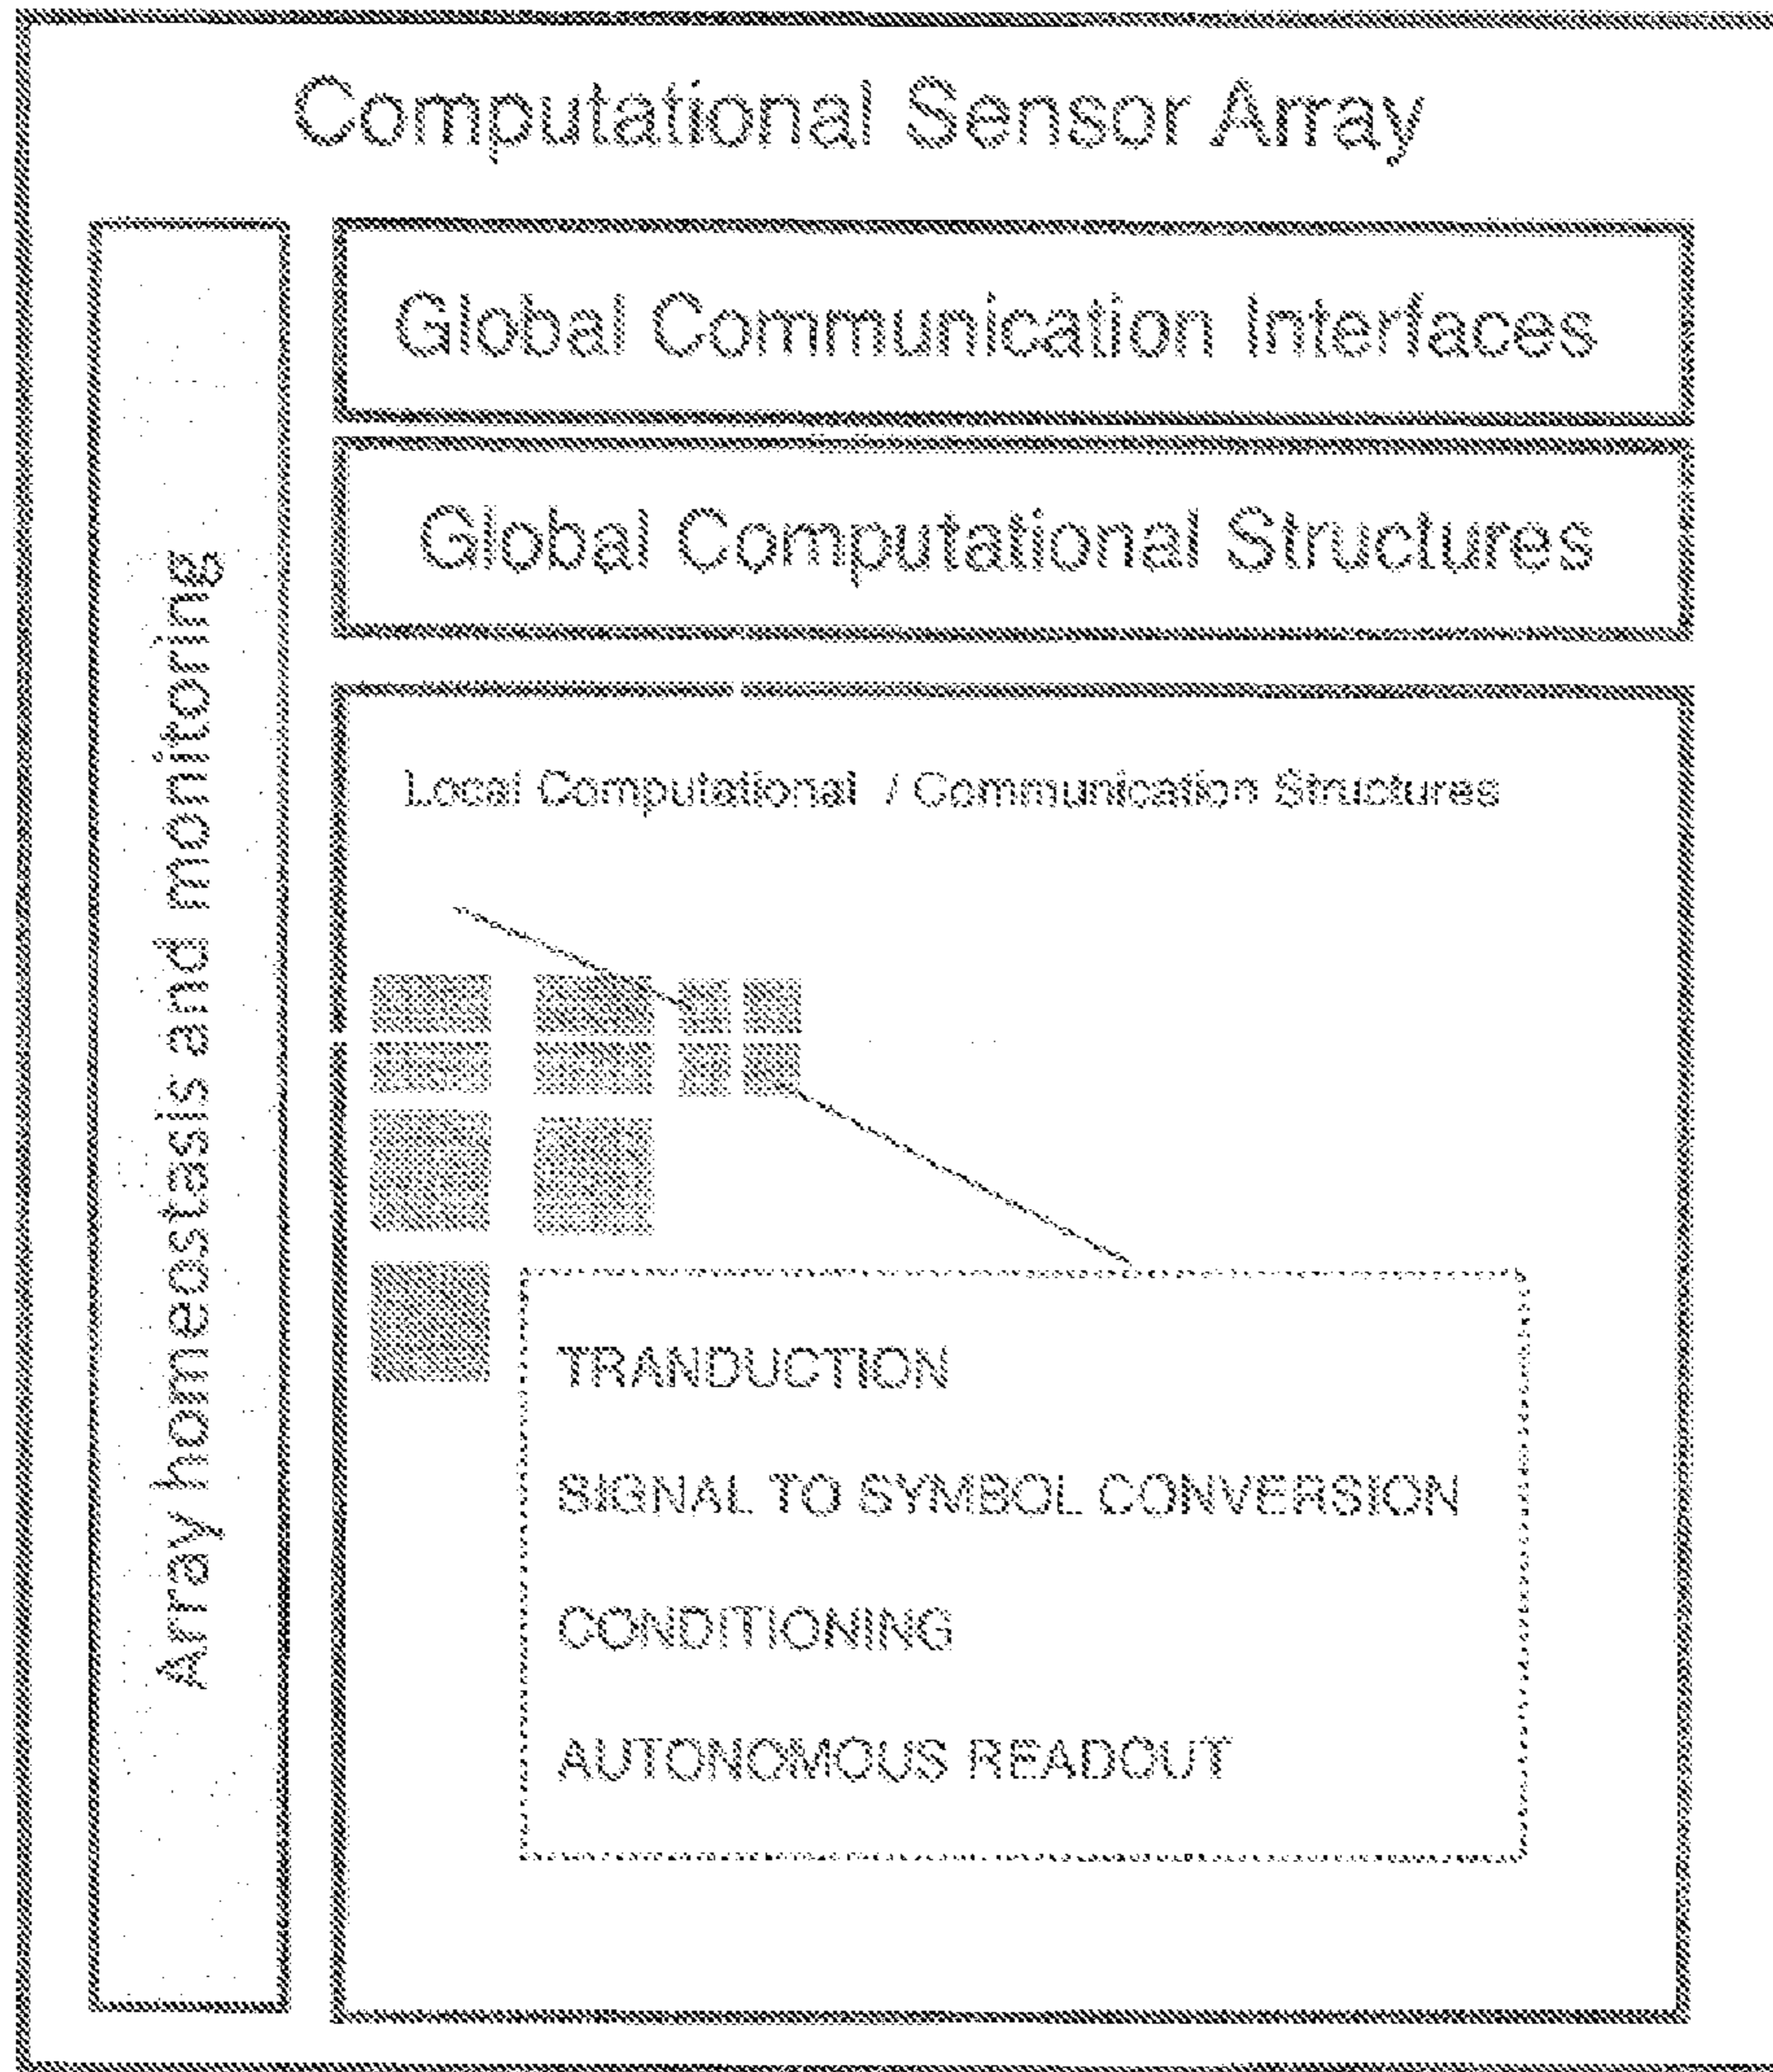 Computational Sensor Array
Global Communication Interfaces
Global Computational Structures
Array homeostasis and monitoring
Local Computational / Communication Structures
TRANDUCTION
SIGNAL TO SYMBOL CONVERSION
CONDITIONING
AUTONOMOUS READOUT